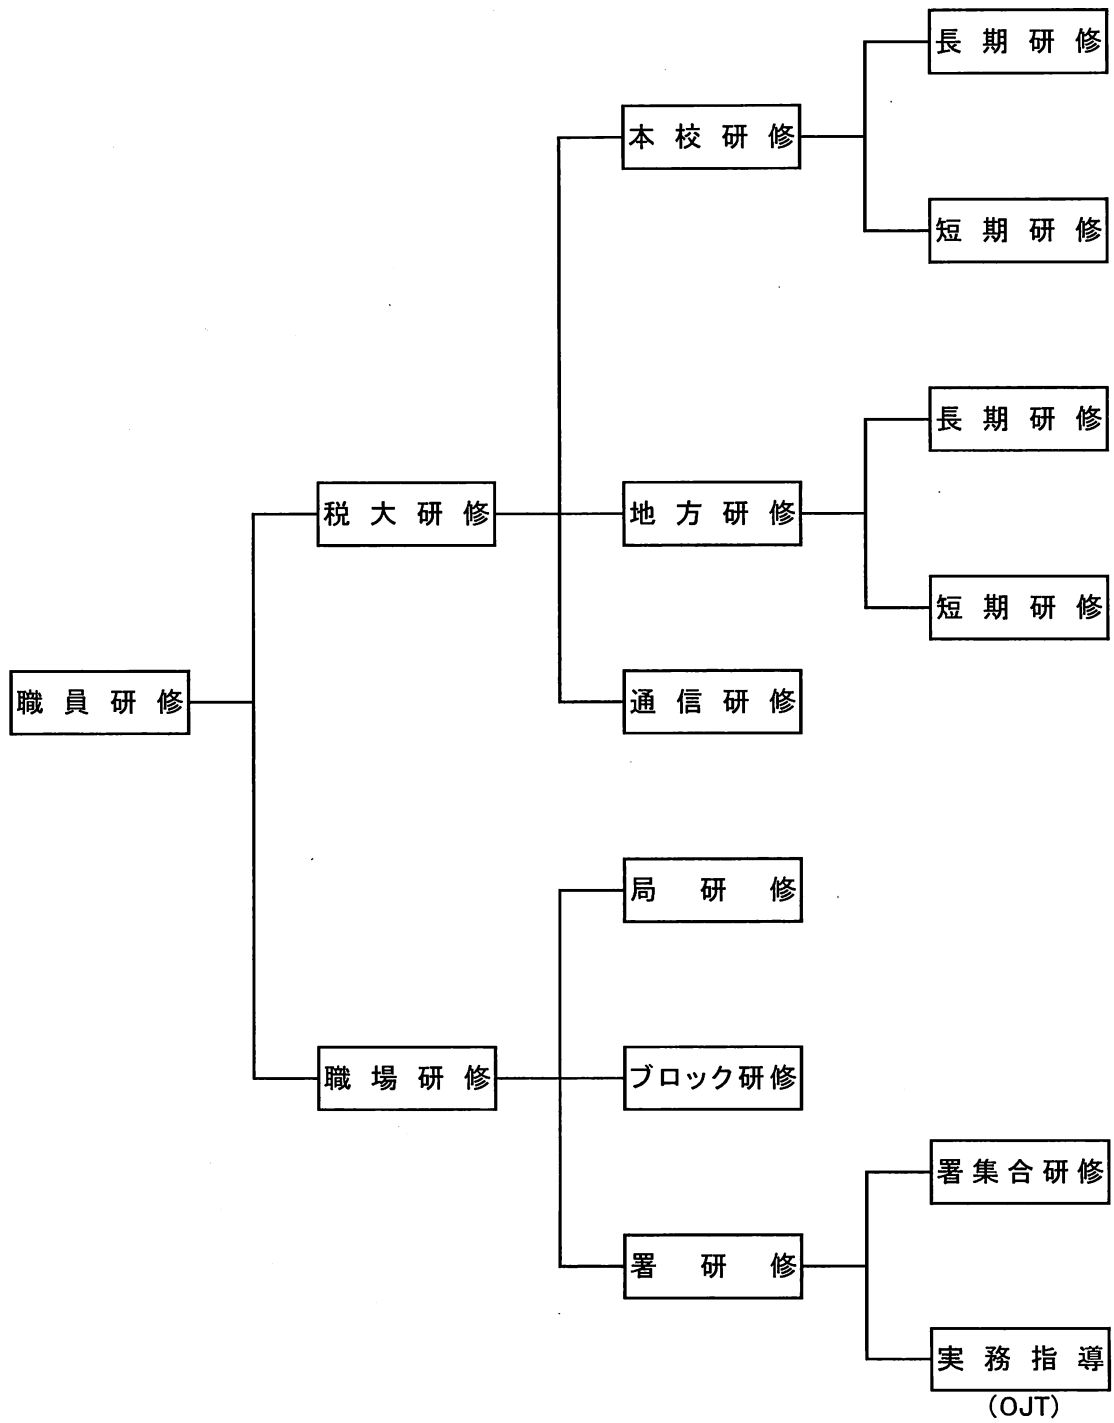 長期研修
本校研修
短期研修
長期研修
税大研修
地方研修
短期研修
職員研修
通信研修
局研修
職場研修
ブロック研修
署集合研修
署研修
実務指導
(OJT)